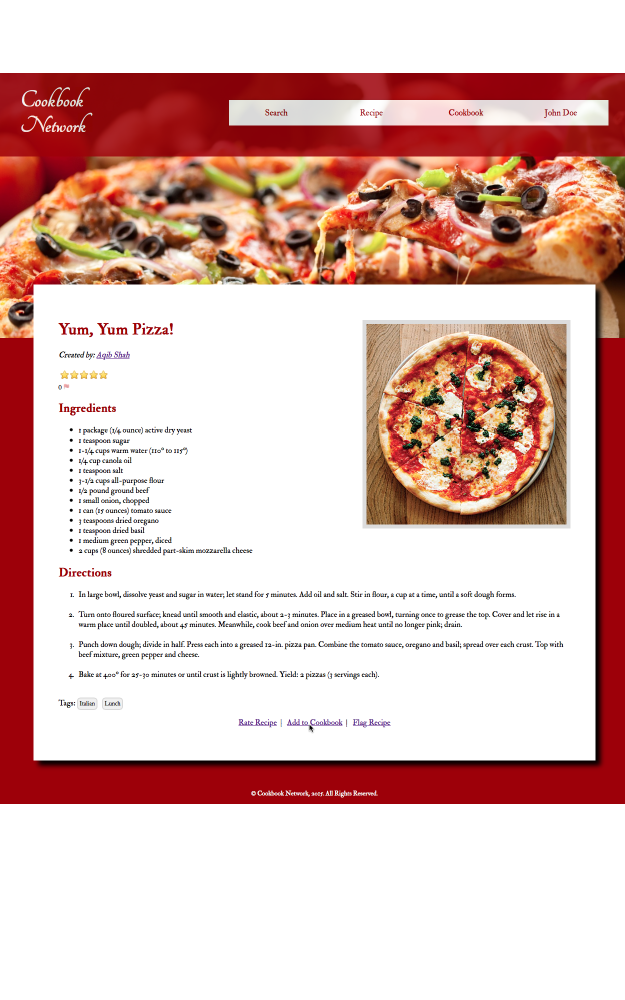 Cookbook
Network
Search
Recipe
Cookbook
John Doe
Yum, Yum Pizza!
Created by: Aqib Shah
0
Ingredients
• 1 package (1/4 ounce) active dry yeast
• 1 teaspoon sugar
• 1-1/4 cups warm water (110° to 115°)
• 1/4 cup canola oil
• 1 teaspoon salt
• 3-1/2 cups all-purpose flour
• 1/2 pound ground beef
• 1 small onion, chopped
• 1 can (15 ounces) tomato sauce
• 3 teaspoons dried oregano
• 1 teaspoon dried basil
• 1 medium green pepper, diced
• 2 cups (8 ounces) shredded part-skim mozzarella cheese
Directions
1. In large bowl, dissolve yeast and sugar in water; let stand for 5 minutes. Add oil and salt. Stir in flour, a cup at a time, until a soft dough forms.
2. Turn onto floured surface; knead until smooth and elastic, about 2-3 minutes. Place in a greased bowl, turning once to grease the top. Cover and let rise in a
warm place until doubled, about 45 minutes. Meanwhile, cook beef and onion over medium heat until no longer pink; drain.
3. Punch down dough; divide in half. Press each into a greased 12-in. pizza pan. Combine the tomato sauce, oregano and basil; spread over each crust. Top with
beef mixture, green pepper and cheese.
4. Bake at 400° for 25-30 minutes or until crust is lightly browned. Yield: 2 pizzas (3 servings each).
Tags: Italian Lunch
Rate Recipe | Add to Cookbook | Flag Recipe
© Cookbook Network, 2015. All Rights Reserved.